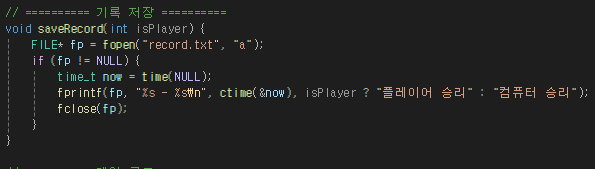 // ========== 기록 저장 ==========
void saveRecord(int isPlayer) {
FILE* fp = fopen("record.txt", "a");
if (fp != NULL) {
time_t now = time(NULL);
fprintf(fp, "%s - %s₩n", ctime(&now), isPlayer ? "플레이어 승리" : "컴퓨터 승리");
fclose(fp);
}
}